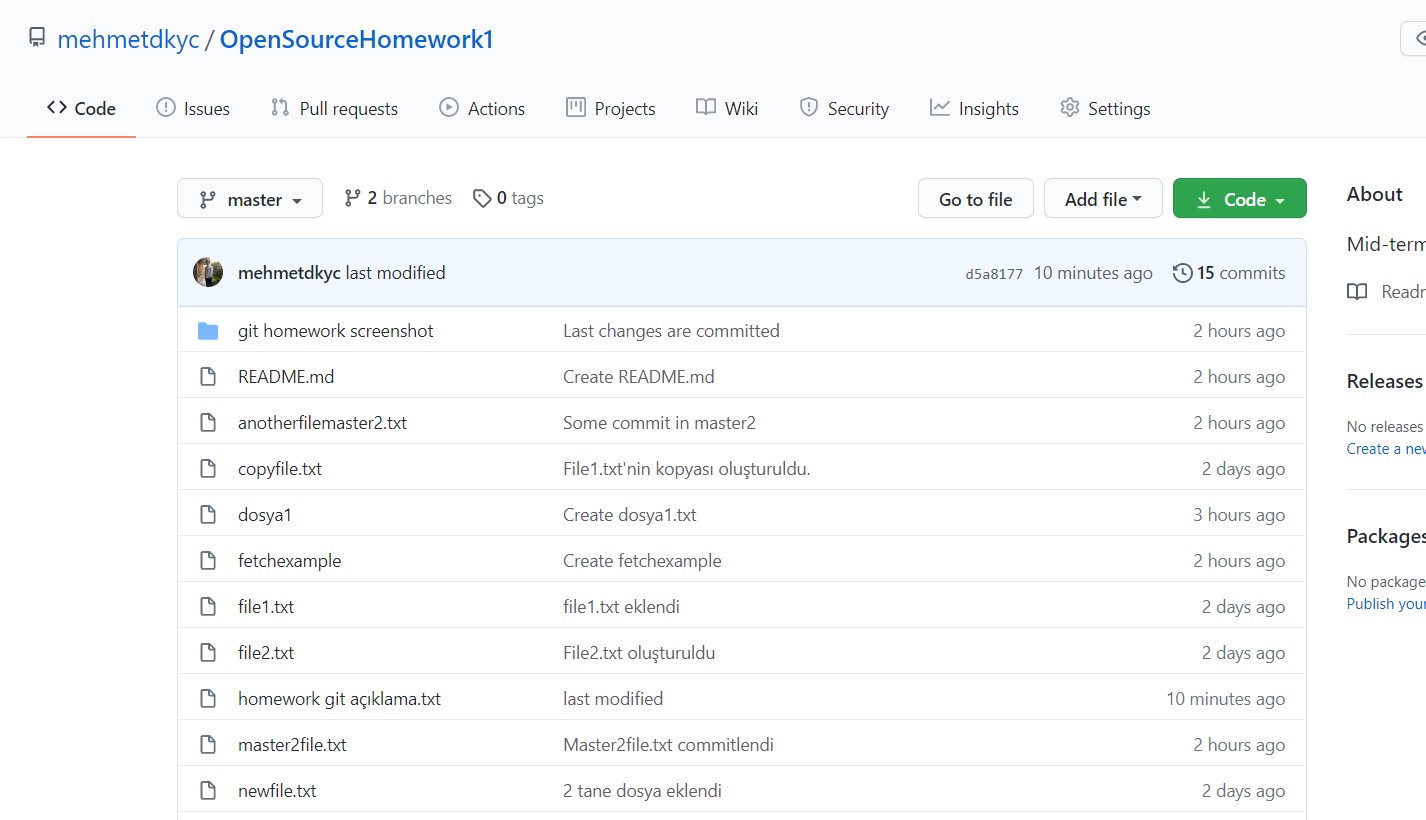 mehmetdkyc / OpenSourceHomework1
Code Issues Pull requests Actions Projects Wiki Security Insights Settings
master 2 branches 0 tags Go to file Add file Code
mehmetdkyc last modified d5a8177 10 minutes ago 15 commits
git homework screenshot Last changes are committed 2 hours ago
README.md Create README.md 2 hours ago
anotherfilemaster2.txt Some commit in master2 2 hours ago
copyfile.txt File1.txt'nin kopyası oluşturuldu. 2 days ago
dosya1 Create dosya1.txt 3 hours ago
fetchexample Create fetchexample 2 hours ago
file1.txt file1.txt eklendi 2 days ago
file2.txt File2.txt oluşturuldu 2 days ago
homework git açıklama.txt last modified 10 minutes ago
master2file.txt Master2file.txt commitlendi 2 hours ago
newfile.txt 2 tane dosya eklendi 2 days ago
About
Mid-term
Releases
No releases
Create a
Packages
No
Publish